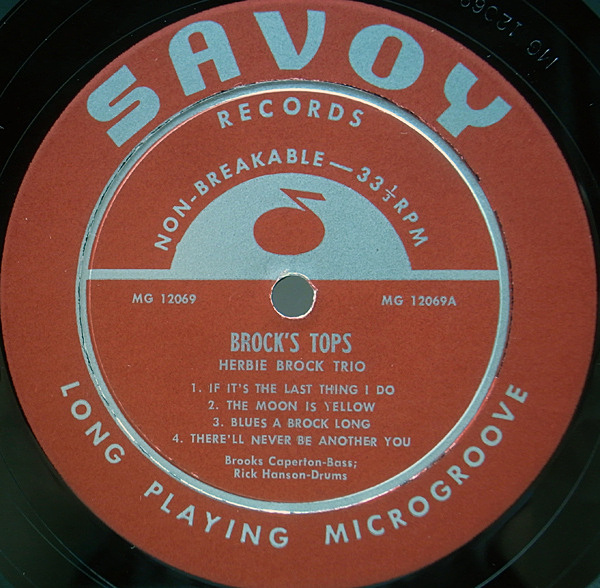 SAVOY
RECORDS
NON-BREAKABLE—33⅓RPM
MG 12069 MG 12069A
BROCK'S TOPS
HERBIE BROCK TRIO
1. IF IT'S THE LAST THING I DO
2. THE MOON IS YELLOW
3. BLUES A BROCK LONG
4. THERE'LL NEVER BE ANOTHER YOU
Brooks Caperton-Bass;
Rick Hanson-Drums
LONG PLAYING MICROGROOVE